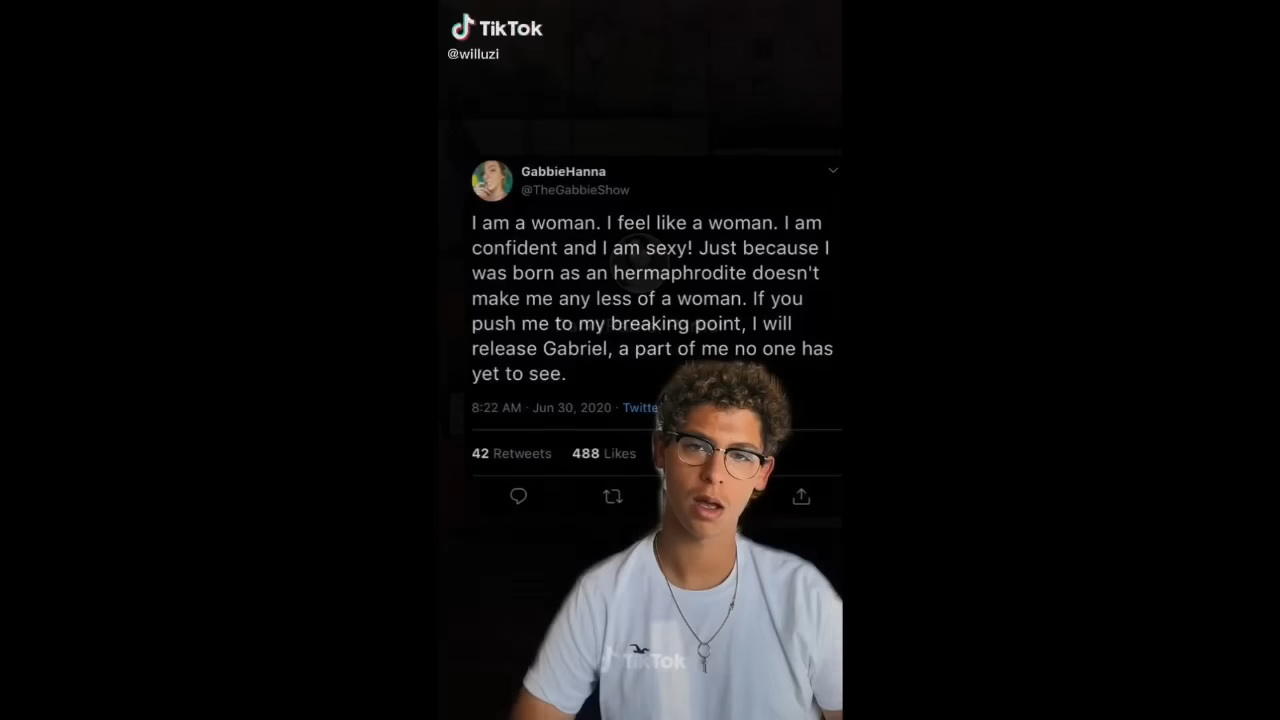 TikTok
@willuzi
GabbieHanna
@TheGabbieShow
I am a woman. I feel like a woman. I am
confident and I am sexy! Just because I
was born as an hermaphrodite doesn't
make me any less of a woman. If you
push me to my breaking point, I will
release Gabriel, a part of me no one has
yet to see.
8:22 AM · Jun 30, 2020 · Twitte
42 Retweets 488 Likes
TikTok